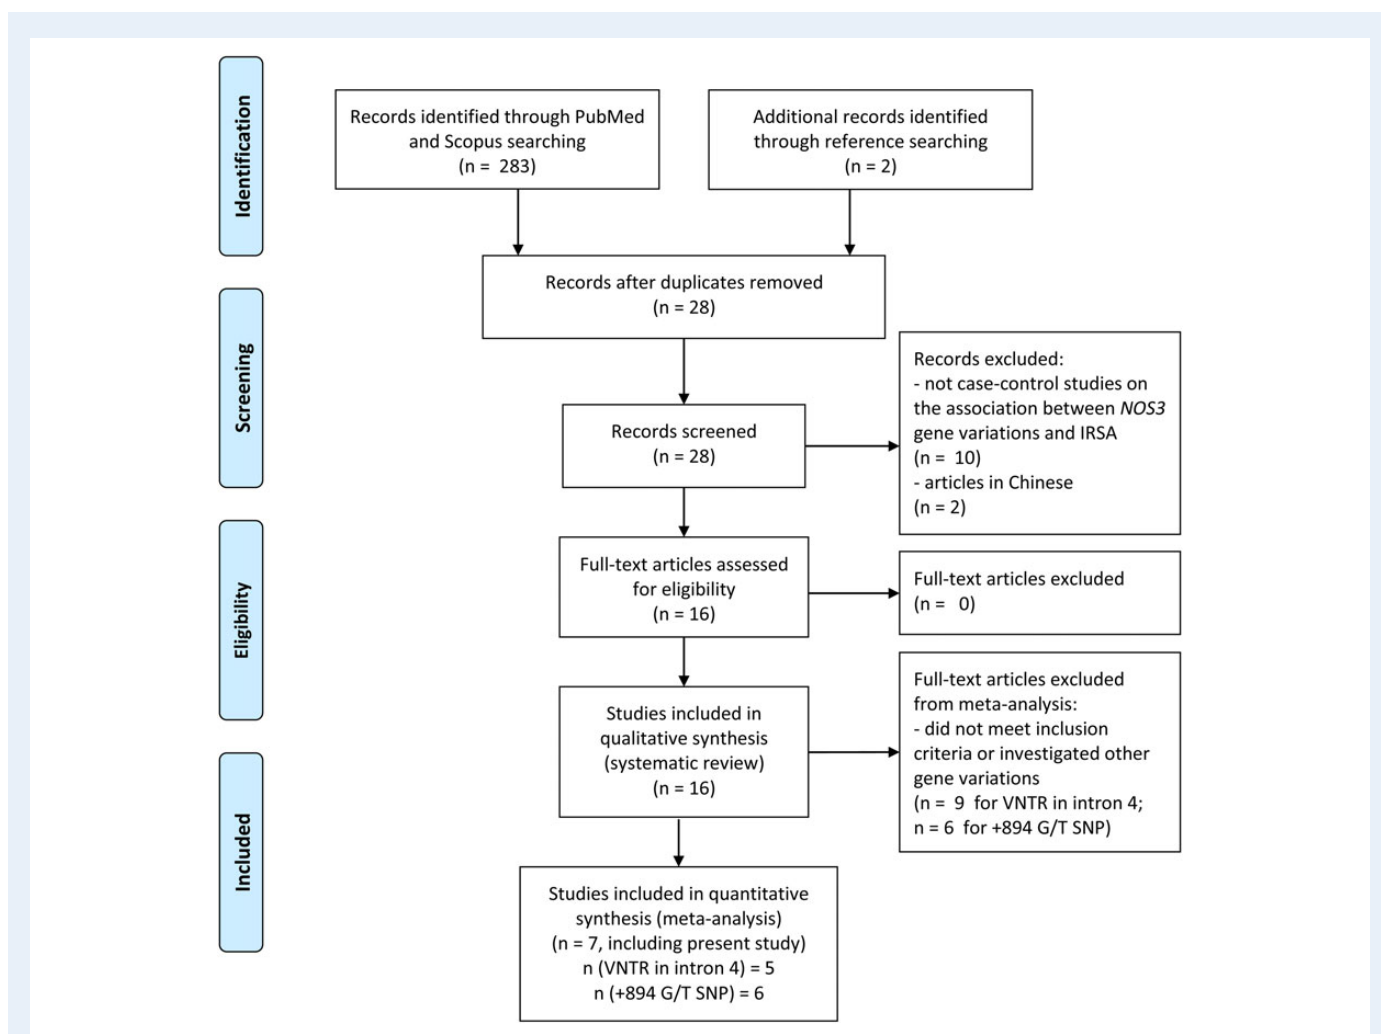 Identification
Records identified through PubMed
and Scopus searching
(n = 283)
Additional records identified
through reference searching
(n = 2)
Records after duplicates removed
(n = 28)
Screening
Records screened
(n = 28)
Records excluded:
- not case-control studies on
the association between NOS3
gene variations and IRSA
(n = 10)
- articles in Chinese
(n = 2)
Eligibility
Full-text articles assessed
for eligibility
(n = 16)
Full-text articles excluded
(n = 0)
Studies included in
qualitative synthesis
(systematic review)
(n = 16)
Full-text articles excluded
from meta-analysis:
- did not meet inclusion
criteria or investigated other
gene variations
(n = 9 for VNTR in intron 4;
n = 6 for +894 G/T SNP)
Included
Studies included in quantitative
synthesis (meta-analysis)
(n = 7, including present study)
n (VNTR in intron 4) = 5
n (+894 G/T SNP) = 6